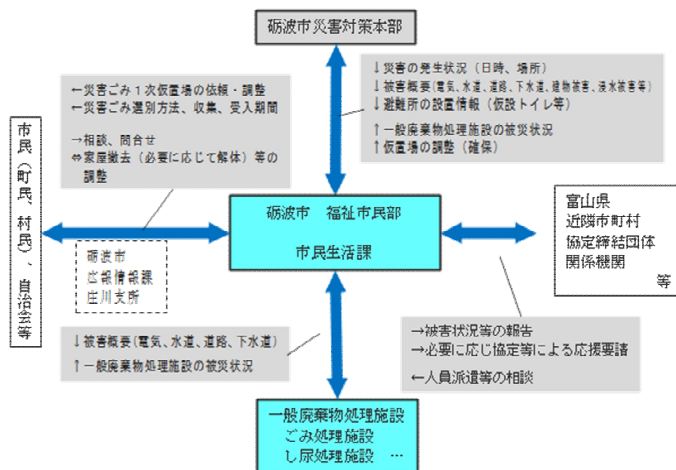 砺波市災害対策本部
↓災害の発生状況（日時、場所）
↓被害概要(電気、水道、道路、下水道、建物被害、浸水被害等)
↓避難所の設置情報（仮設トイレ等）
↑一般廃棄物処理施設の被災状況
↑仮置場の調整（確保）
←災害ごみ１次仮置場の依頼・調整
←災害ごみ選別方法、収集、受入期間
→相談、問合せ
⇔家屋撤去（必要に応じて解体）等の
調整
市民（町民、村民）、自治会等
砺波市　福祉市民部
市民生活課
富山県
近隣市町村
協定締結団体
関係機関
等
砺波市
広報情報課
庄川支所
↓被害概要(電気、水道、道路、下水道)
↑一般廃棄物処理施設の被災状況
→被害状況等の報告
→必要に応じ協定等による応援要請
←人員派遣等の相談
一般廃棄物処理施設
ごみ処理施設
し尿処理施設　…